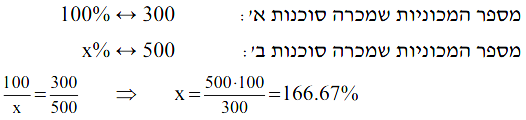 מספר המכוניות שמכרה סוכנות א׳ : 300 ↔ 100%
מספר המכוניות שמכרה סוכנות ב׳ : 500 ↔ x%
100/x = 300/500 ⇒ x = 500·100/300 = 166.67%